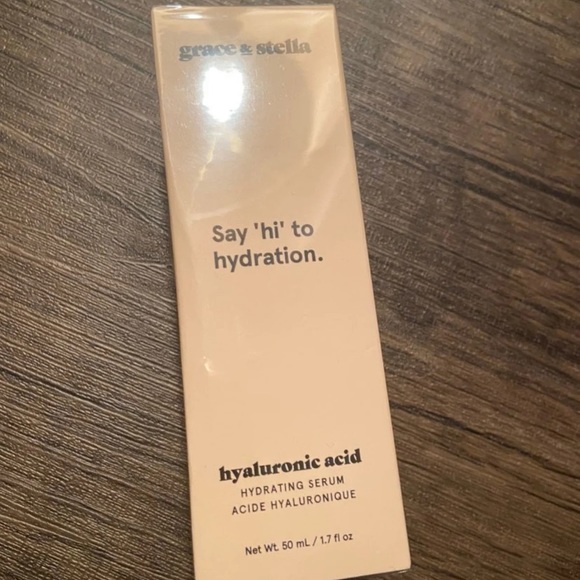 grace & stella
Say 'hi' to
hydration.
hyaluronic acid
HYDRATING SERUM
ACIDE HYALURONIQUE
Net Wt. 50 mL / 1.7 fl oz